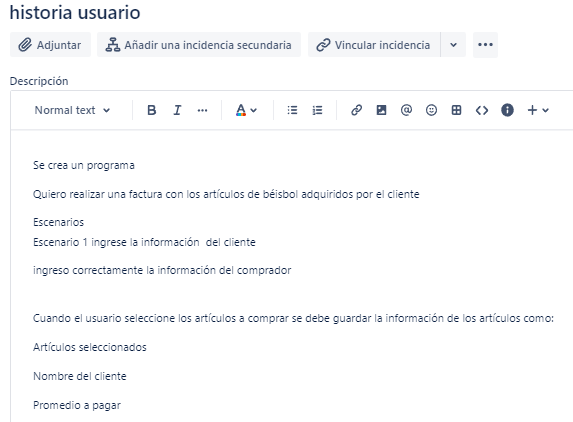 historia usuario
Adjuntar
Añadir una incidencia secundaria
Vincular incidencia
Descripción
Normal text B I A
Se crea un programa
Quiero realizar una factura con los artículos de béisbol adquiridos por el cliente
Escenarios
Escenario 1 ingrese la información del cliente
ingreso correctamente la información del comprador
Cuando el usuario seleccione los artículos a comprar se debe guardar la información de los artículos como:
Artículos seleccionados
Nombre del cliente
Promedio a pagar